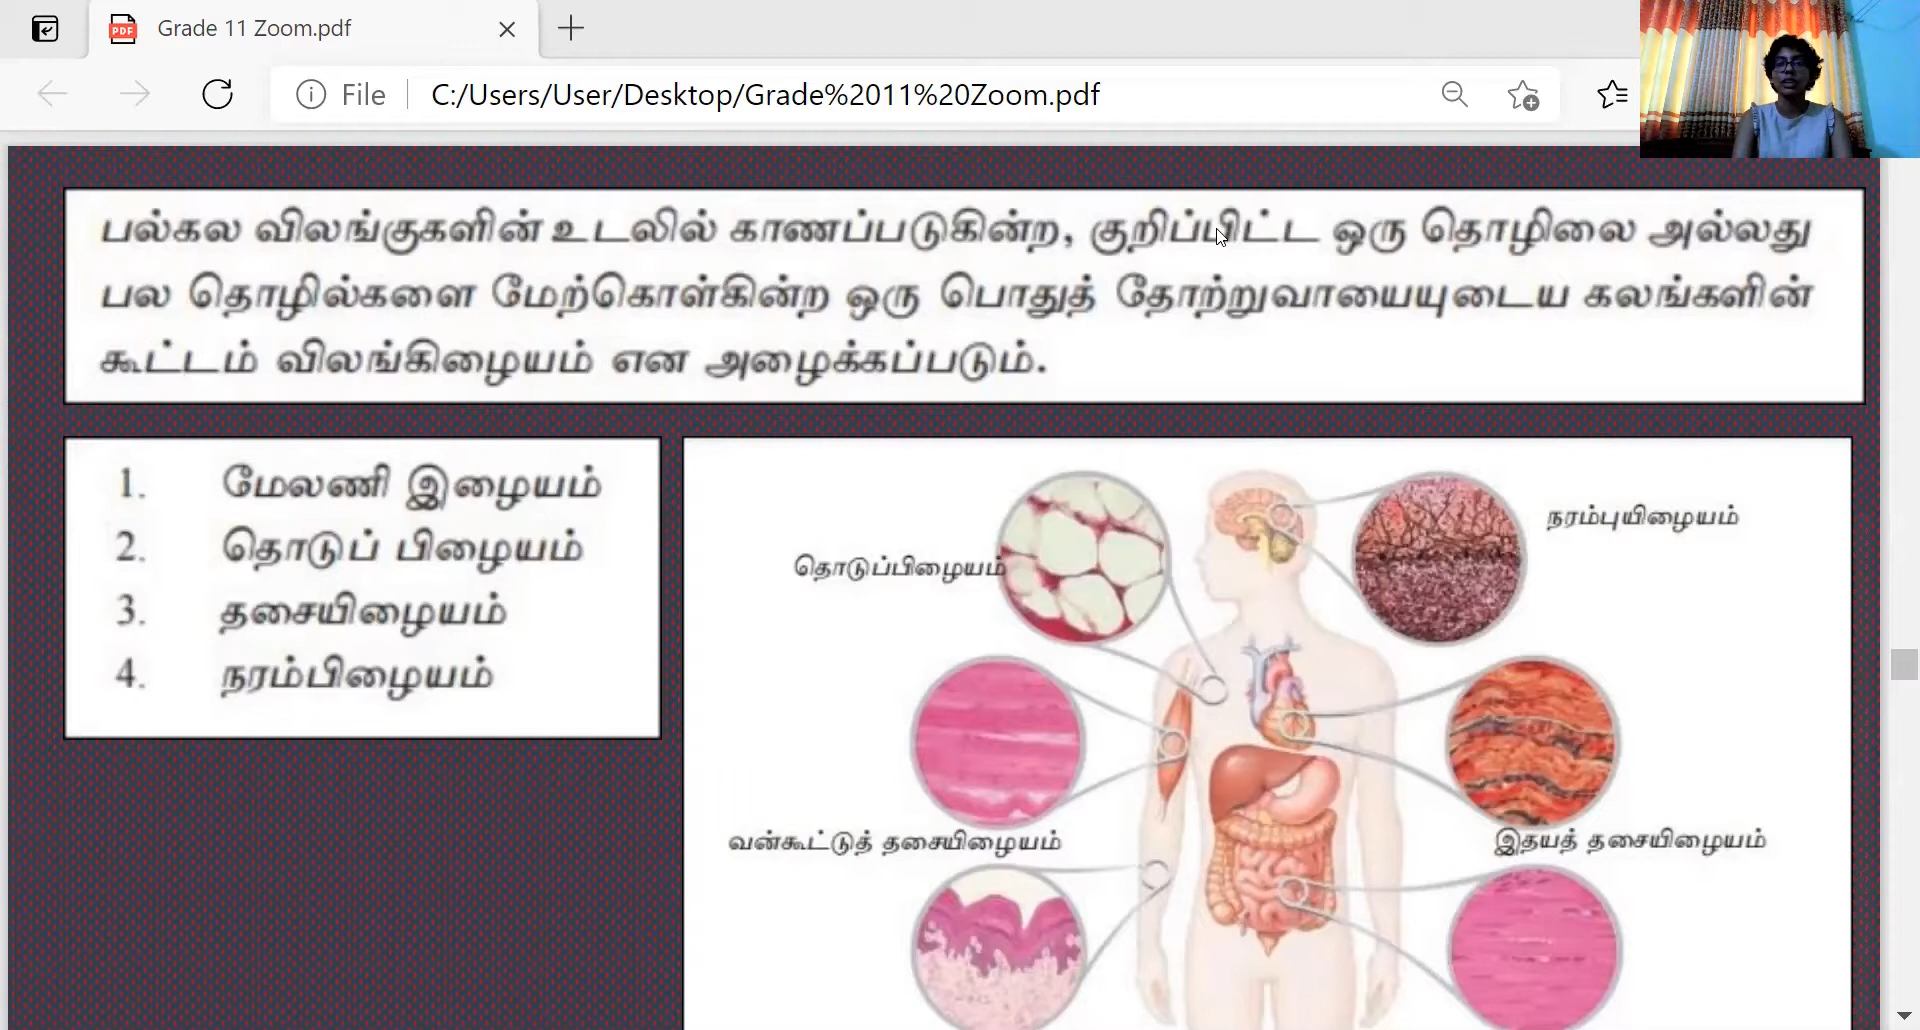 Grade 11 Zoom.pdf
File
C:/Users/User/Desktop/Grade%2011%20Zoom.pdf
பல்கல விலங்குகளின் உடலில் காணப்படுகின்ற, குறிப்பிட்ட ஒரு தொழிலை அல்லது
பல தொழில்களை மேற்கொள்கின்ற ஒரு பொதுத் தோற்றுவாயையுடைய கலங்களின்
கூட்டம் விலங்கிழையம் என அழைக்கப்படும்.
1. மேலணி இழையம்
2. தொடுப் பிழையம்
3. தசையிழையம்
4. நரம்பிழையம்
நரம்புயிழையம்
தொடுப்பிழையம்
வன்கூட்டுத் தசையிழையம்
இதயத் தசையிழையம்